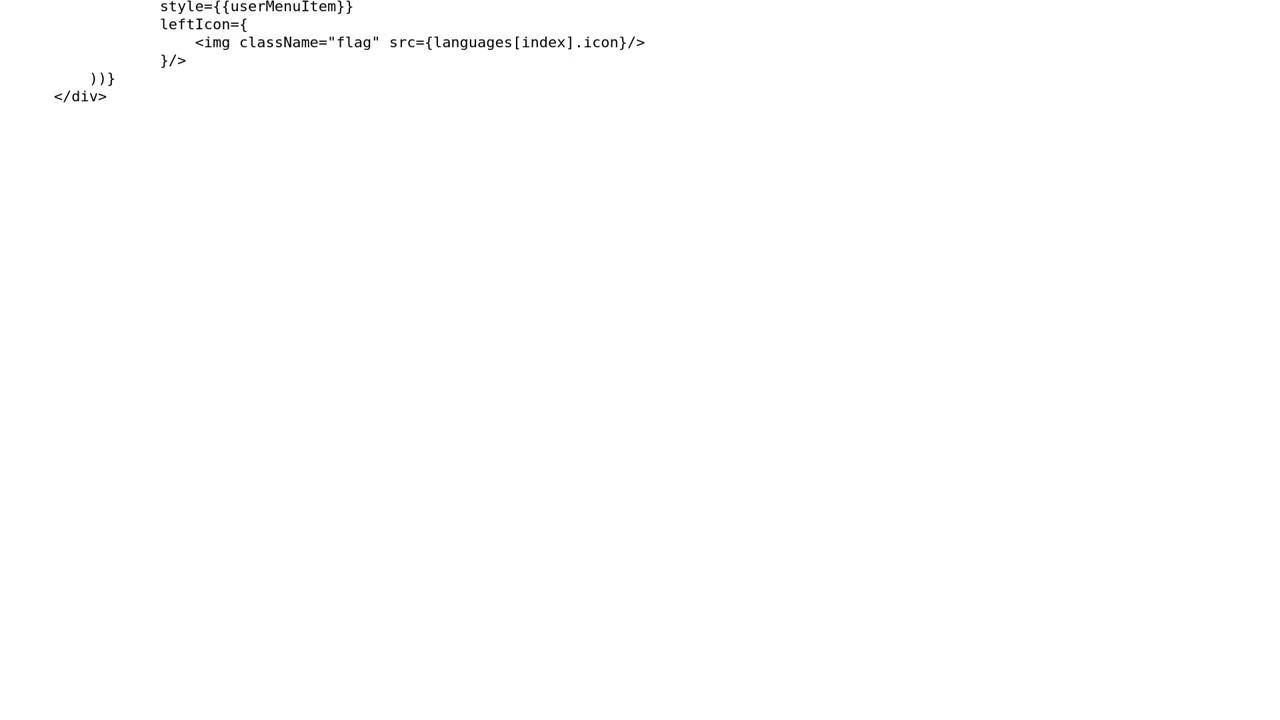 style={{userMenuItem}}
leftIcon={
<img className="flag" src={languages[index].icon}/>
}/>
))}
</div>